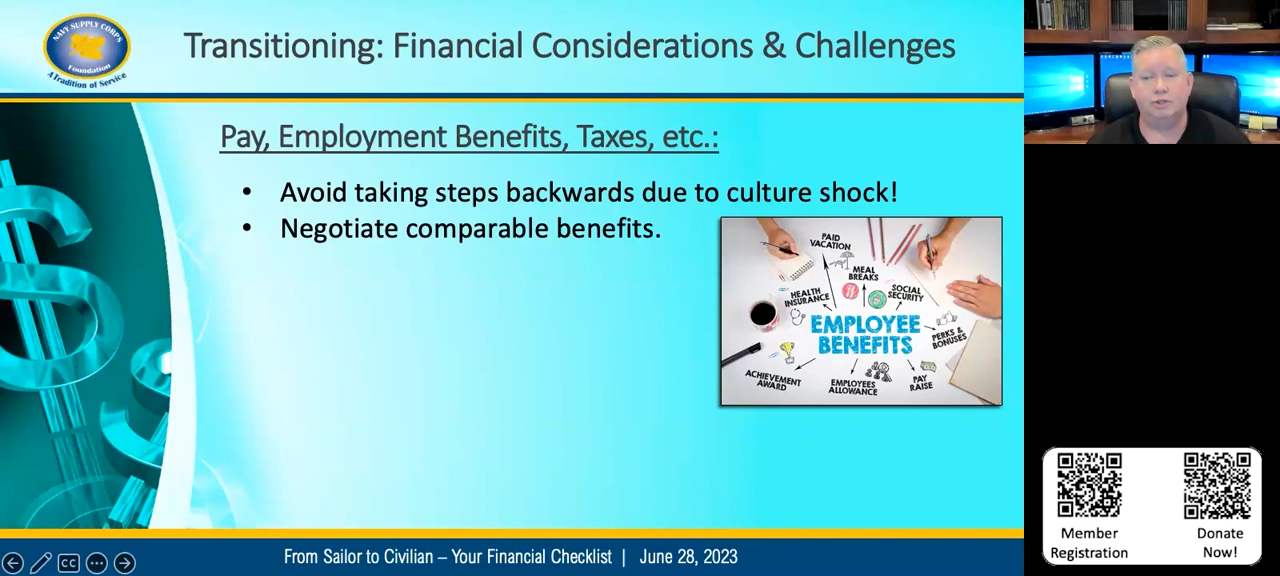 NAVY SUPPLY CORPS
Foundation
A Tradition of Service
Transitioning: Financial Considerations & Challenges
Pay, Employment Benefits, Taxes, etc.:
• Avoid taking steps backwards due to culture shock!
• Negotiate comparable benefits.
PAID
VACATION
MEAL
BREAKS
HEALTH
INSURANCE
SOCIAL
SECURITY
EMPLOYEE
BENEFITS
PERKS &
BONUSES
ACHIEVEMENT
AWARD
EMPLOYEES
ALLOWANCE
PAY
RAISE
Member
Registration
Donate
Now!
CC
From Sailor to Civilian – Your Financial Checklist | June 28, 2023